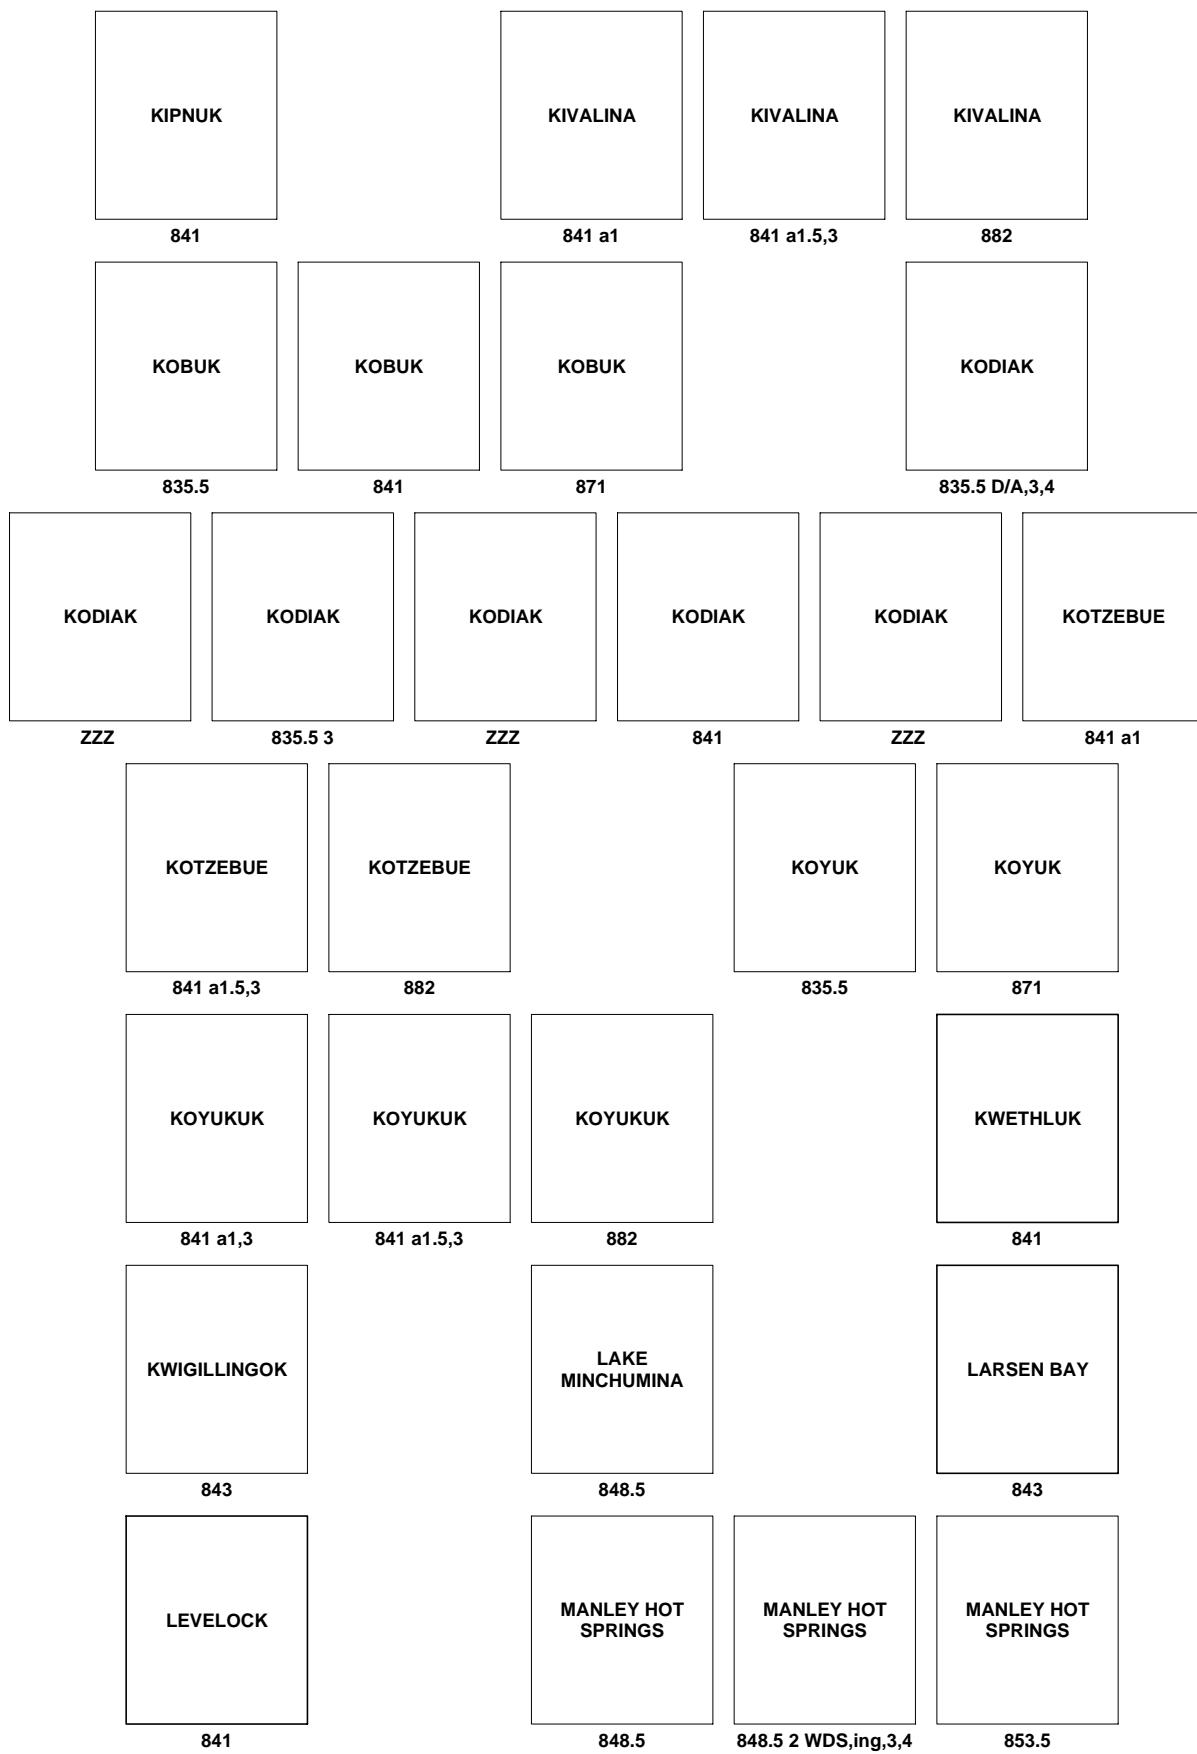 KIPNUK
KIVALINA
KIVALINA
KIVALINA
841
841 a1
841 a1.5,3
882
KOBUK
KOBUK
KOBUK
KODIAK
835.5
841
871
835.5 D/A,3,4
KODIAK
KODIAK
KODIAK
KODIAK
KODIAK
KOTZEBUE
ZZZ
835.5 3
ZZZ
841
ZZZ
841 a1
KOTZEBUE
KOTZEBUE
KOYUK
KOYUK
841 a1.5,3
882
835.5
871
KOYUKUK
KOYUKUK
KOYUKUK
KWETHLUK
841 a1,3
841 a1.5,3
882
841
KWIGILLINGOK
LAKE
MINCHUMINA
LARSEN BAY
843
848.5
843
LEVELOCK
MANLEY HOT
SPRINGS
MANLEY HOT
SPRINGS
MANLEY HOT
SPRINGS
841
848.5
848.5 2 WDS,ing,3,4
853.5